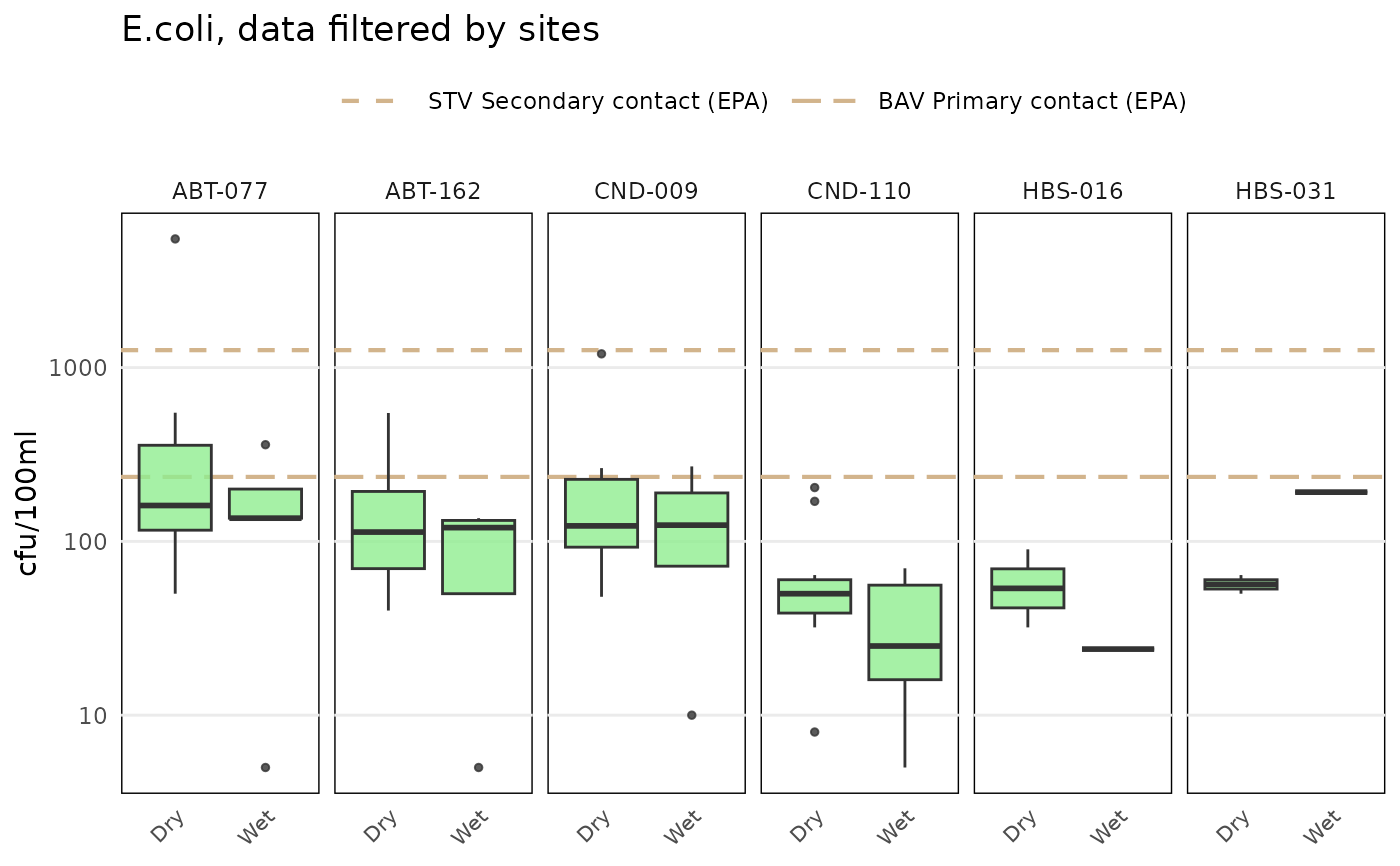 E.coli, data filtered by sites
STV Secondary contact (EPA) BAV Primary contact (EPA)
ABT-077 ABT-162 CND-009 CND-110 HBS-016 HBS-031
cfu/100ml
1000
100
10
Dry Wet Dry Wet Dry Wet Dry Wet Dry Wet Dry Wet